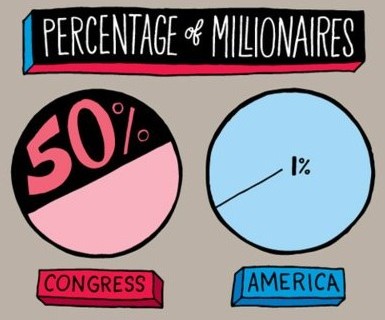 PERCENTAGE of MILLIONAIRES
50%
1%
CONGRESS
AMERICA